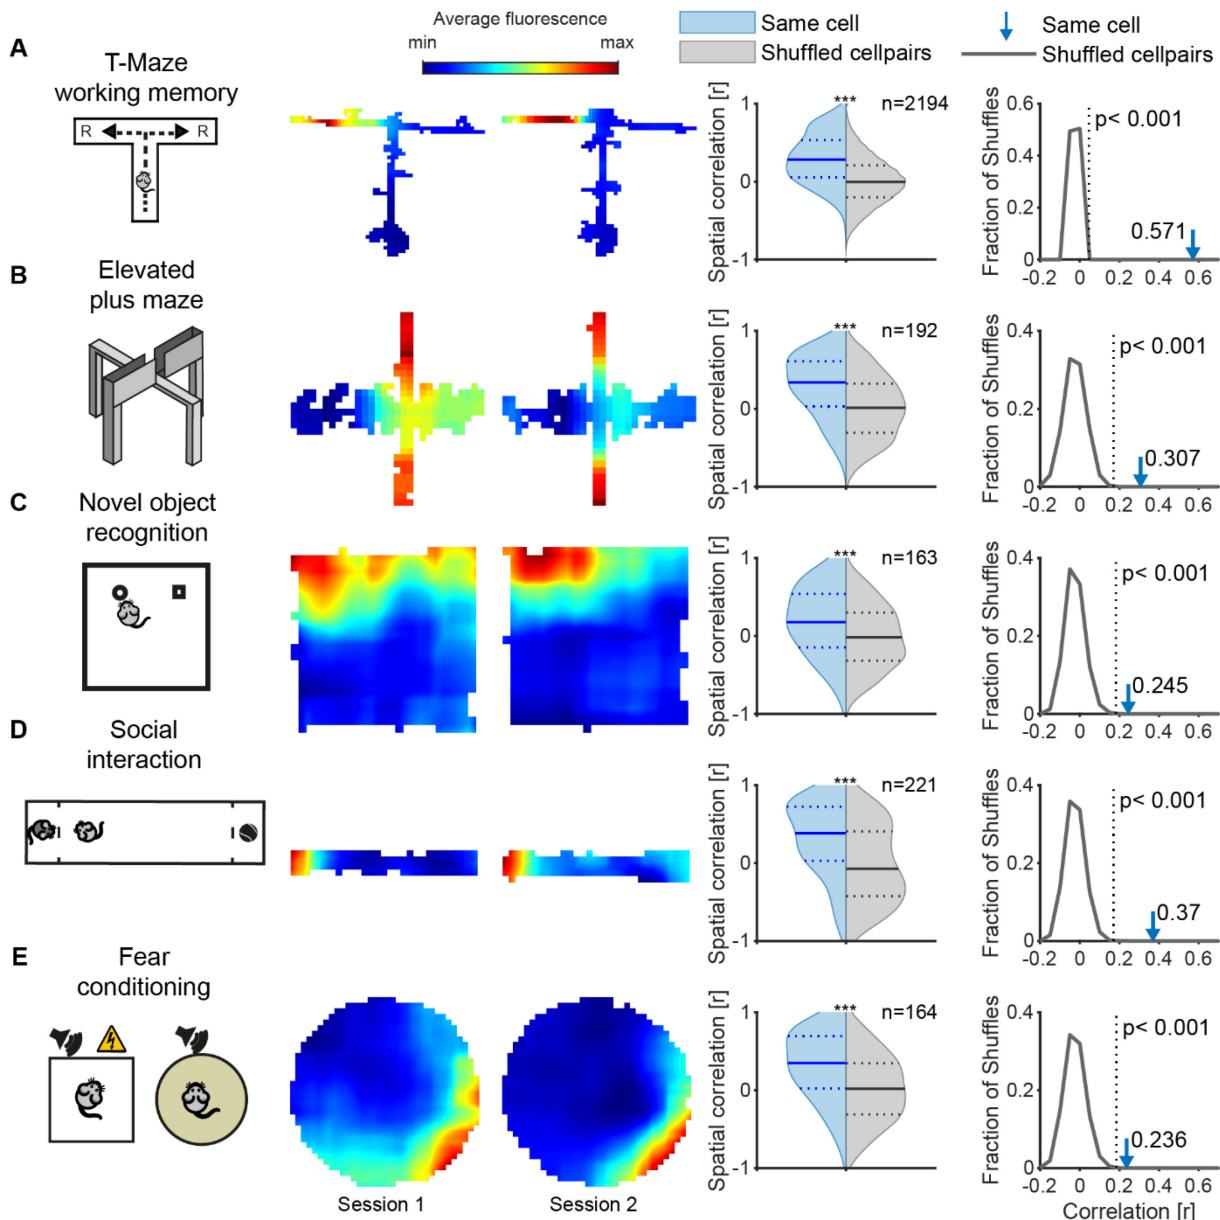 Average fluorescence
min max
Same cell
Shuffled cellpairs
Same cell
Shuffled cellpairs
A
T-Maze
working memory
R R
Spatial correlation [r]
1
0
-1
***
n=2194
Fraction of Shuffles
0.6
0.4
0.2
0
p< 0.001
0.571
-0.2 0 0.2 0.4 0.6
B
Elevated
plus maze
Spatial correlation [r]
1
0
-1
***
n=192
Fraction of Shuffles
0.4
0.2
0
p< 0.001
0.307
-0.2 0 0.2 0.4 0.6
C
Novel object
recognition
Spatial correlation [r]
1
0
-1
***
n=163
Fraction of Shuffles
0.4
0.2
0
p< 0.001
0.245
-0.2 0 0.2 0.4 0.6
D
Social
interaction
Spatial correlation [r]
1
0
-1
***
n=221
Fraction of Shuffles
0.4
0.2
0
p< 0.001
0.37
-0.2 0 0.2 0.4 0.6
E
Fear
conditioning
Session 1
Session 2
Spatial correlation [r]
1
0
-1
***
n=164
Fraction of Shuffles
0.4
0.2
0
p< 0.001
0.236
-0.2 0 0.2 0.4 0.6
Correlation [r]